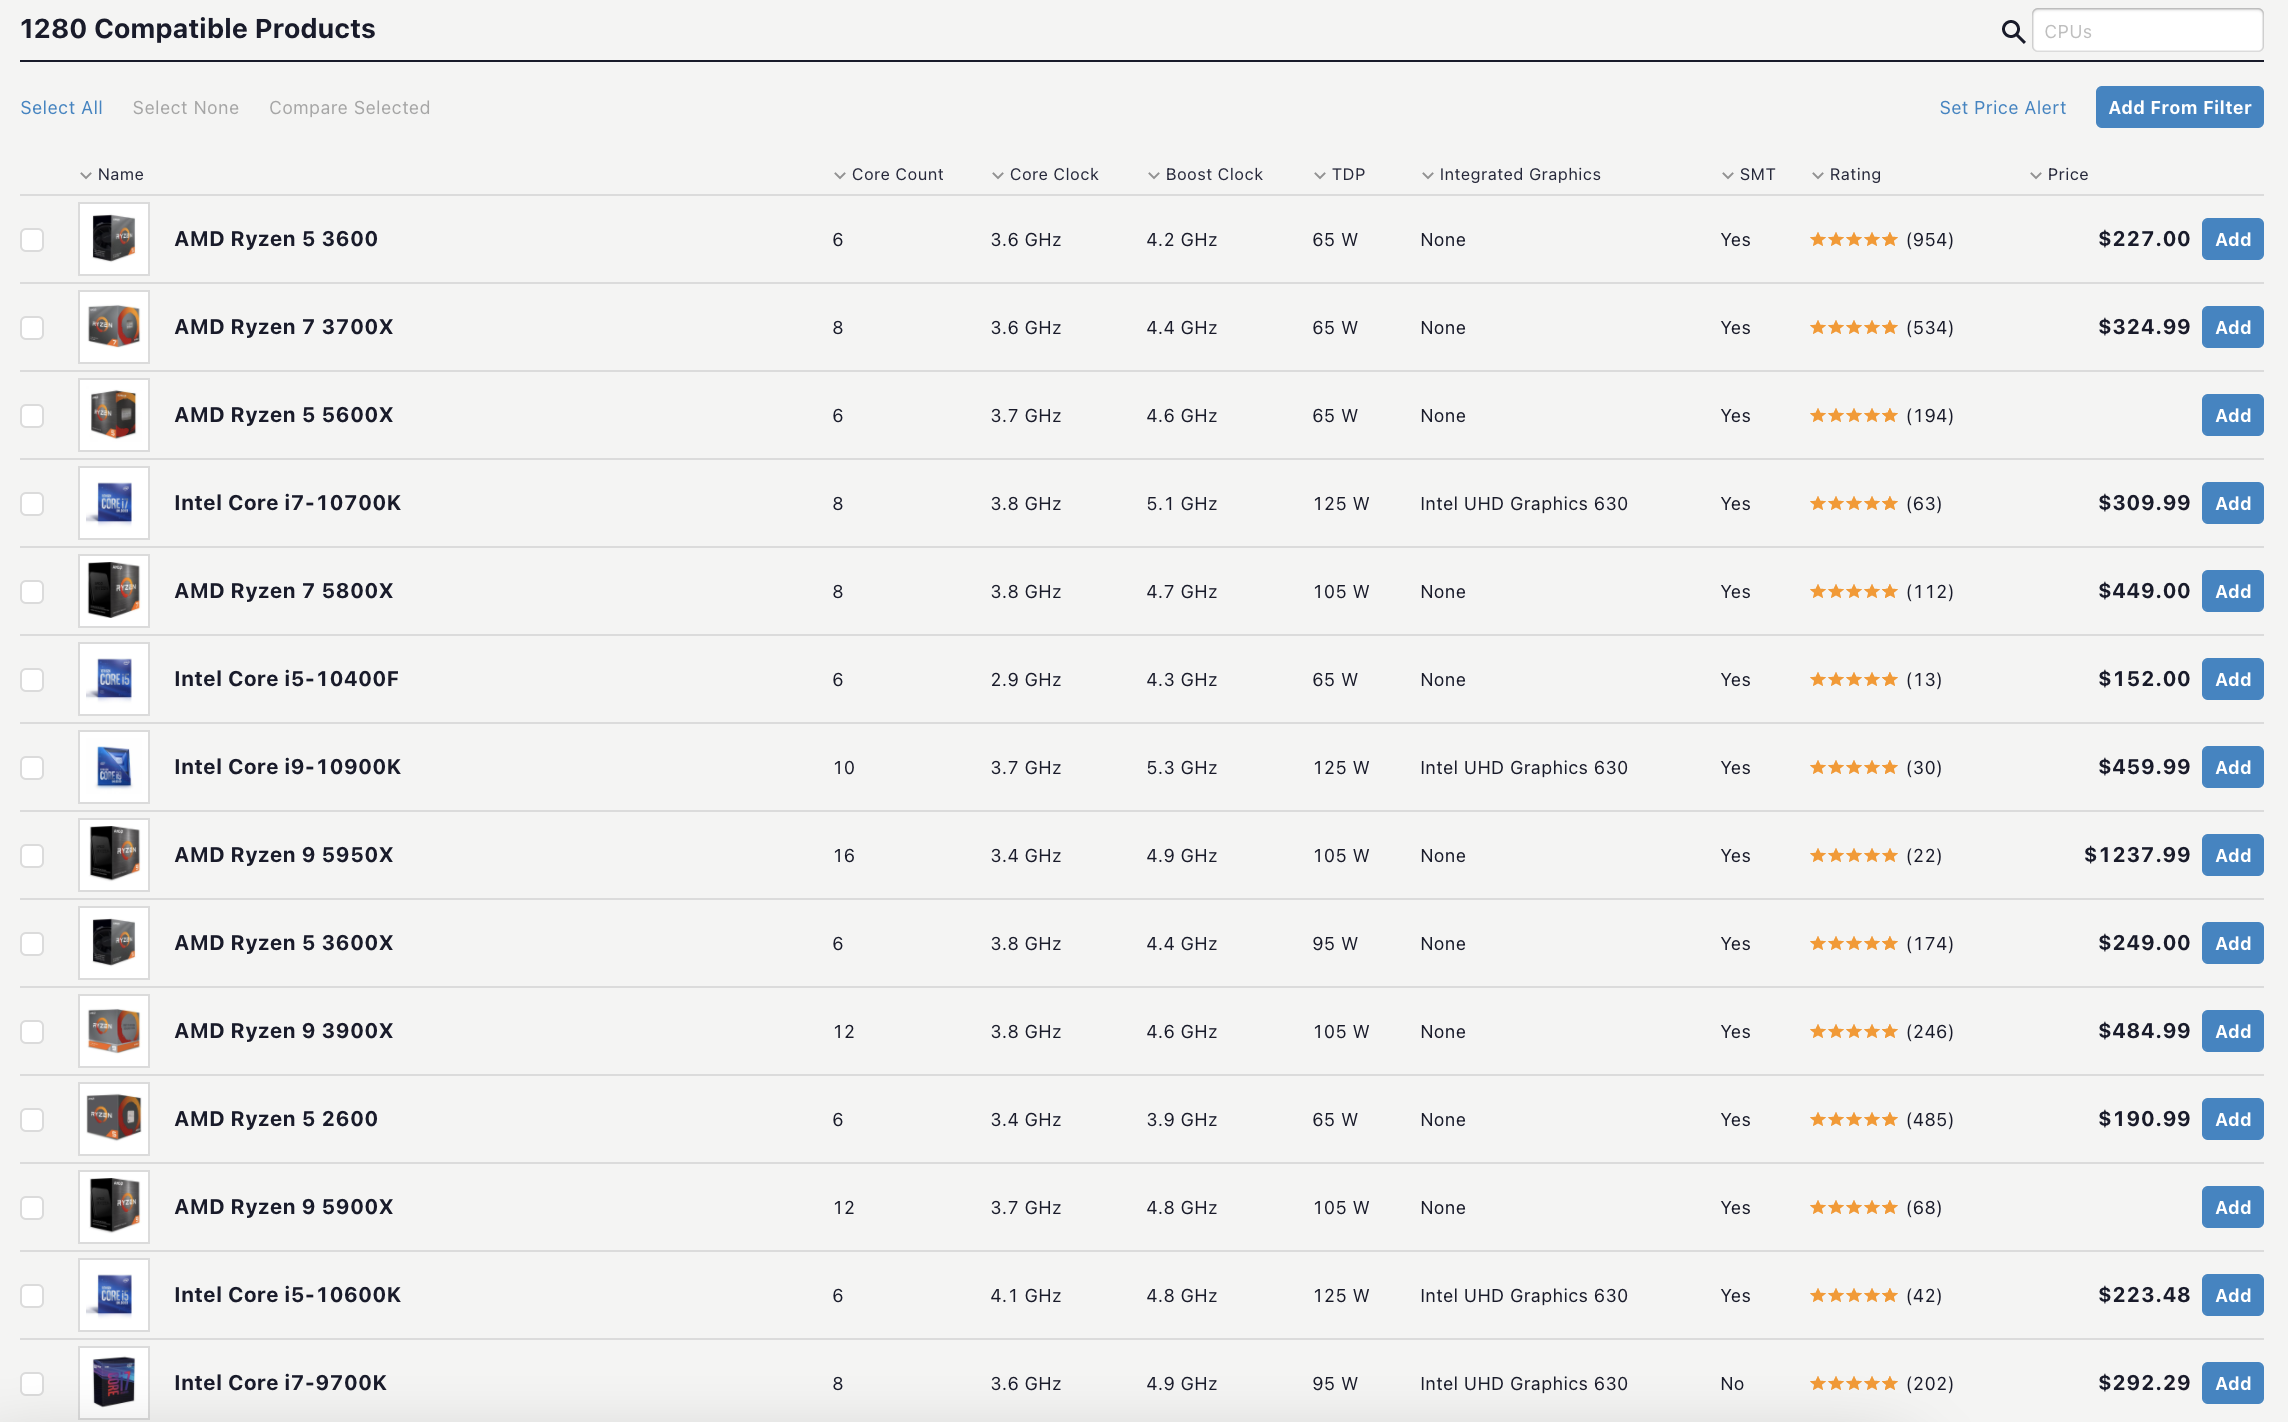 1280 Compatible Products
CPUs
Select All Select None Compare Selected Set Price Alert Add From Filter
Name Core Count Core Clock Boost Clock TDP Integrated Graphics SMT Rating Price
AMD Ryzen 5 3600 6 3.6 GHz 4.2 GHz 65 W None Yes (954) $227.00 Add
AMD Ryzen 7 3700X 8 3.6 GHz 4.4 GHz 65 W None Yes (534) $324.99 Add
AMD Ryzen 5 5600X 6 3.7 GHz 4.6 GHz 65 W None Yes (194) Add
Intel Core i7-10700K 8 3.8 GHz 5.1 GHz 125 W Intel UHD Graphics 630 Yes (63) $309.99 Add
AMD Ryzen 7 5800X 8 3.8 GHz 4.7 GHz 105 W None Yes (112) $449.00 Add
Intel Core i5-10400F 6 2.9 GHz 4.3 GHz 65 W None Yes (13) $152.00 Add
Intel Core i9-10900K 10 3.7 GHz 5.3 GHz 125 W Intel UHD Graphics 630 Yes (30) $459.99 Add
AMD Ryzen 9 5950X 16 3.4 GHz 4.9 GHz 105 W None Yes (22) $1237.99 Add
AMD Ryzen 5 3600X 6 3.8 GHz 4.4 GHz 95 W None Yes (174) $249.00 Add
AMD Ryzen 9 3900X 12 3.8 GHz 4.6 GHz 105 W None Yes (246) $484.99 Add
AMD Ryzen 5 2600 6 3.4 GHz 3.9 GHz 65 W None Yes (485) $190.99 Add
AMD Ryzen 9 5900X 12 3.7 GHz 4.8 GHz 105 W None Yes (68) Add
Intel Core i5-10600K 6 4.1 GHz 4.8 GHz 125 W Intel UHD Graphics 630 Yes (42) $223.48 Add
Intel Core i7-9700K 8 3.6 GHz 4.9 GHz 95 W Intel UHD Graphics 630 No (202) $292.29 Add